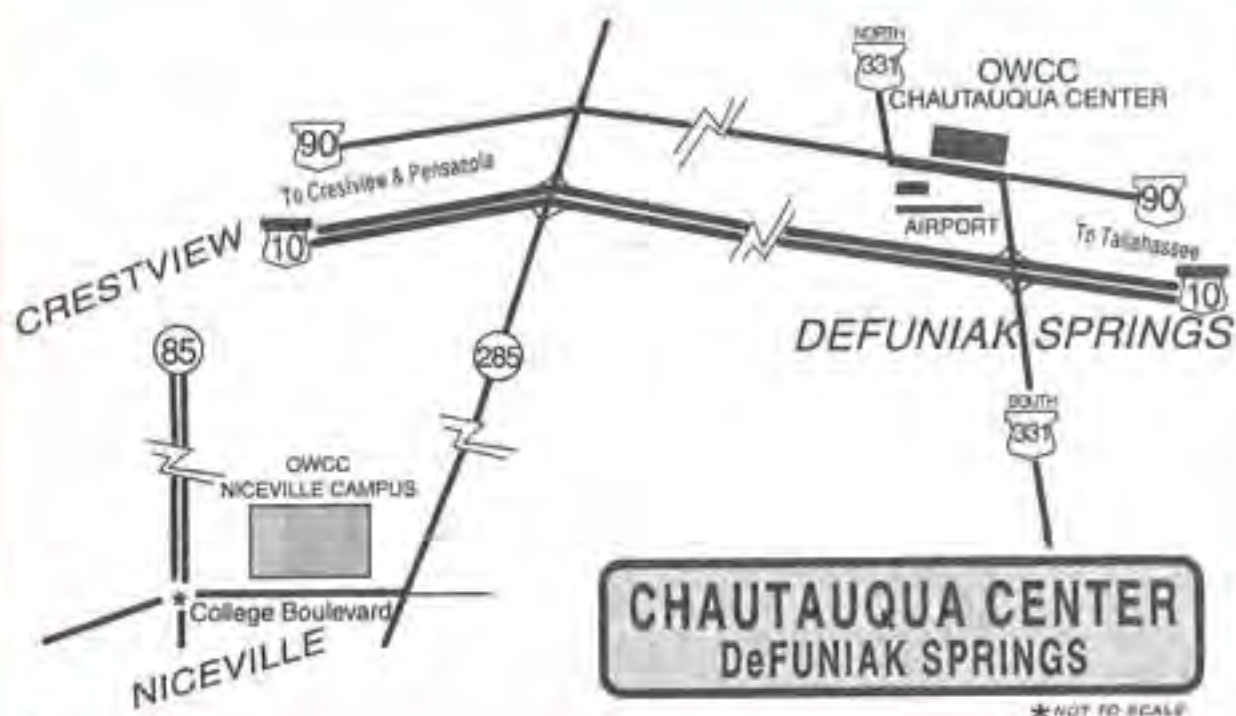 NORTH
331
OWCC
CHAUTAUQUA CENTER
90
To Crestview & Pensacola
90
AIRPORT
To Tallahassee
10
10
CRESTVIEW
DEFUNIAK SPRINGS
85
285
SOUTH
331
OWCC
NICEVILLE CAMPUS
* College Boulevard
NICEVILLE
CHAUTAUQUA CENTER
DeFUNIAK SPRINGS
* NOT TO SCALE